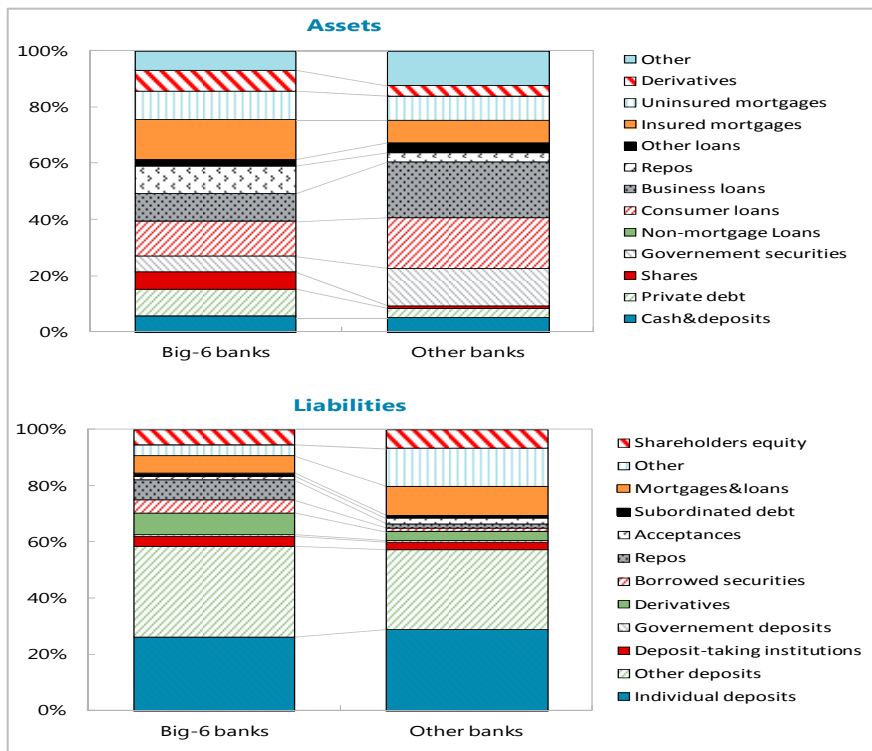 Assets
100%
80%
60%
40%
20%
0%
Big-6 banks
Other banks
Other
Derivatives
Uninsured mortgages
Insured mortgages
Other loans
Repos
Business loans
Consumer loans
Non-mortgage Loans
Governement securities
Shares
Private debt
Cash&deposits
Liabilities
100%
80%
60%
40%
20%
0%
Big-6 banks
Other banks
Shareholders equity
Other
Mortgages&loans
Subordinated debt
Acceptances
Repos
Borrowed securities
Derivatives
Governement deposits
Deposit-taking institutions
Other deposits
Individual deposits